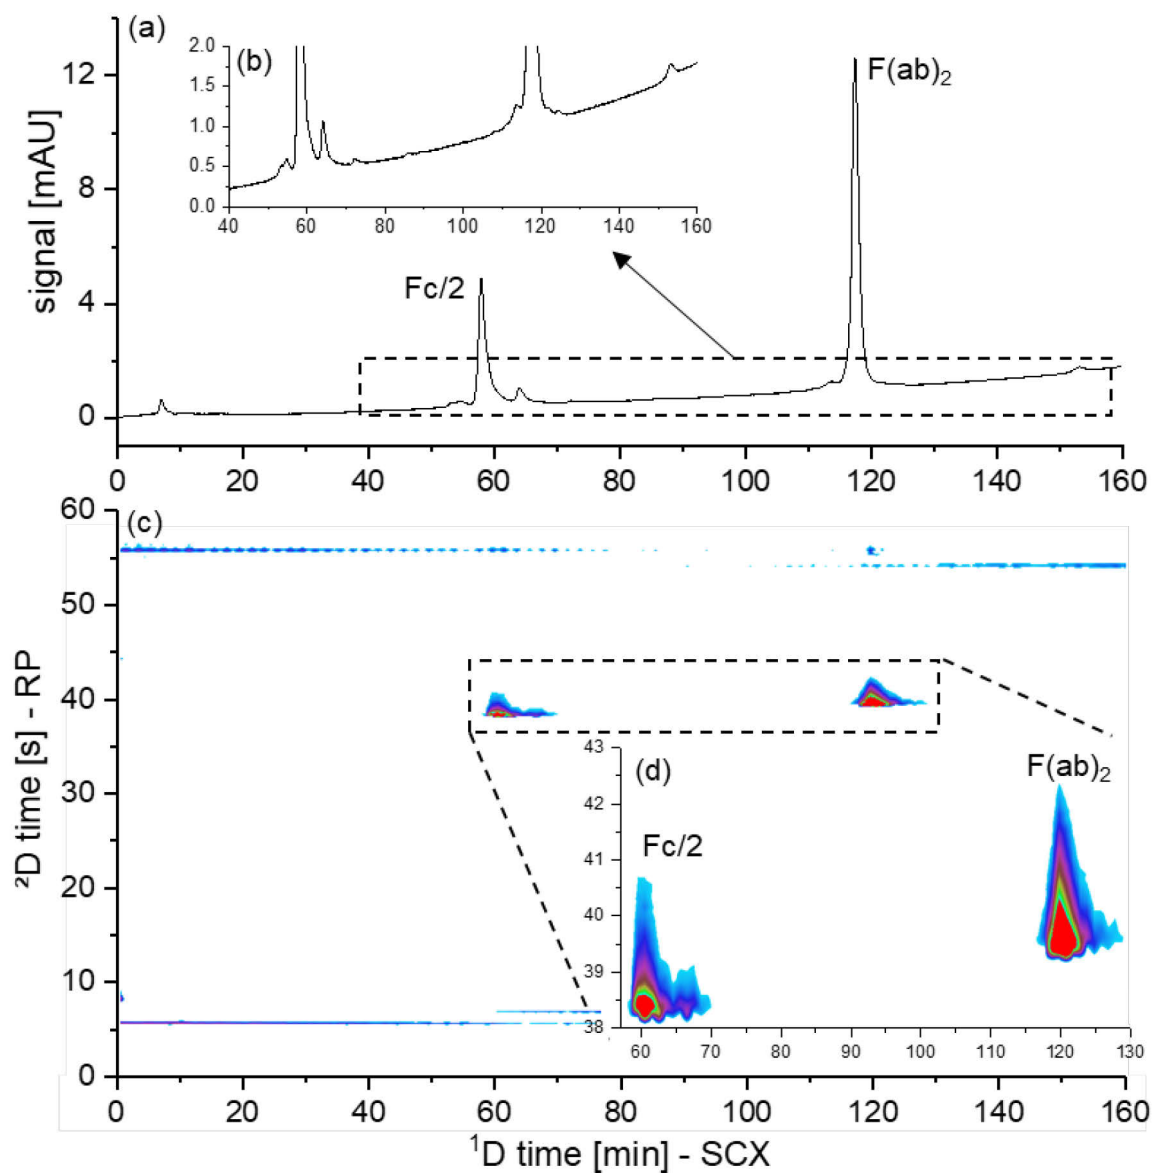 (a)
(b)
2.0
1.5
1.0
0.5
0.0
40 60 80 100 120 140 160
F(ab)₂
Fc/2
signal [mAU]
12
8
4
0
0 20 40 60 80 100 120 140 160
(c)
60
50
40
30
20
10
0
²D time [s] - RP
(d)
43
42
41
40
39
38
Fc/2
F(ab)₂
60 70 80 90 100 110 120 130
0 20 40 60 80 100 120 140 160
¹D time [min] - SCX